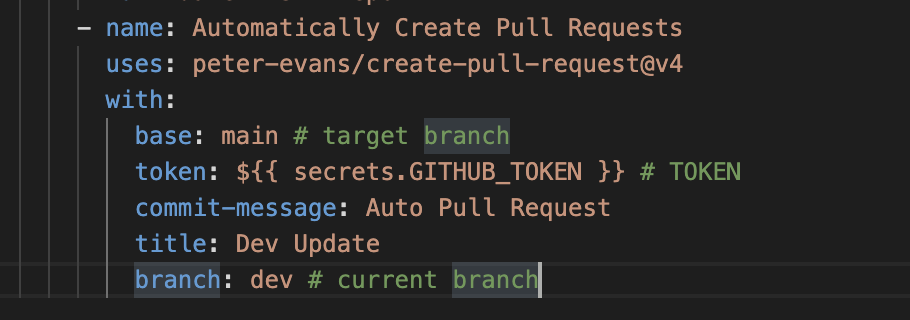 - name: Automatically Create Pull Requests
uses: peter-evans/create-pull-request@v4
with:
base: main # target branch
token: ${{ secrets.GITHUB_TOKEN }} # TOKEN
commit-message: Auto Pull Request
title: Dev Update
branch: dev # current branch